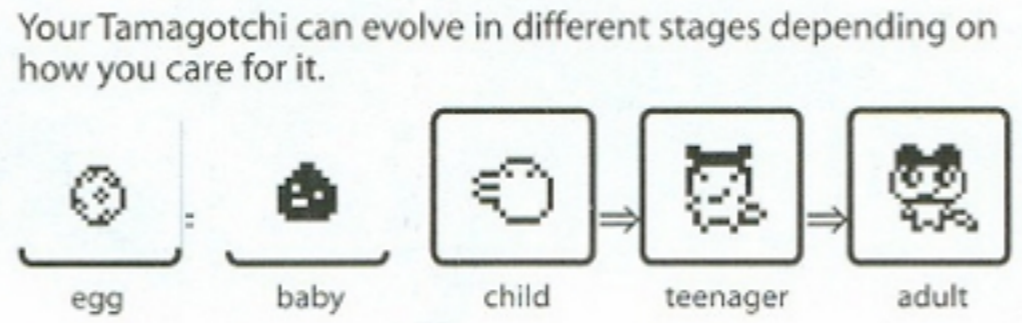 Your Tamagotchi can evolve in different stages depending on
how you care for it.
egg baby child teenager adult